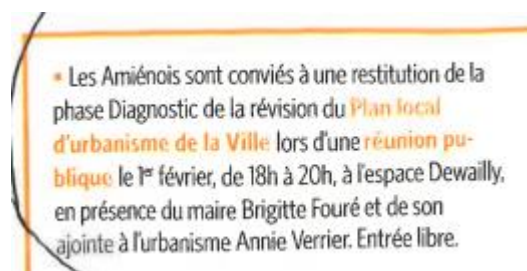 • Les Amiénois sont conviés à une restitution de la
phase Diagnostic de la révision du Plan local
d'urbanisme de la Ville lors d'une réunion pu-
blique le 1er février, de 18h à 20h, à l'espace Dewailly,
en présence du maire Brigitte Fouré et de son
ajointe à l'urbanisme Annie Verrier. Entrée libre.